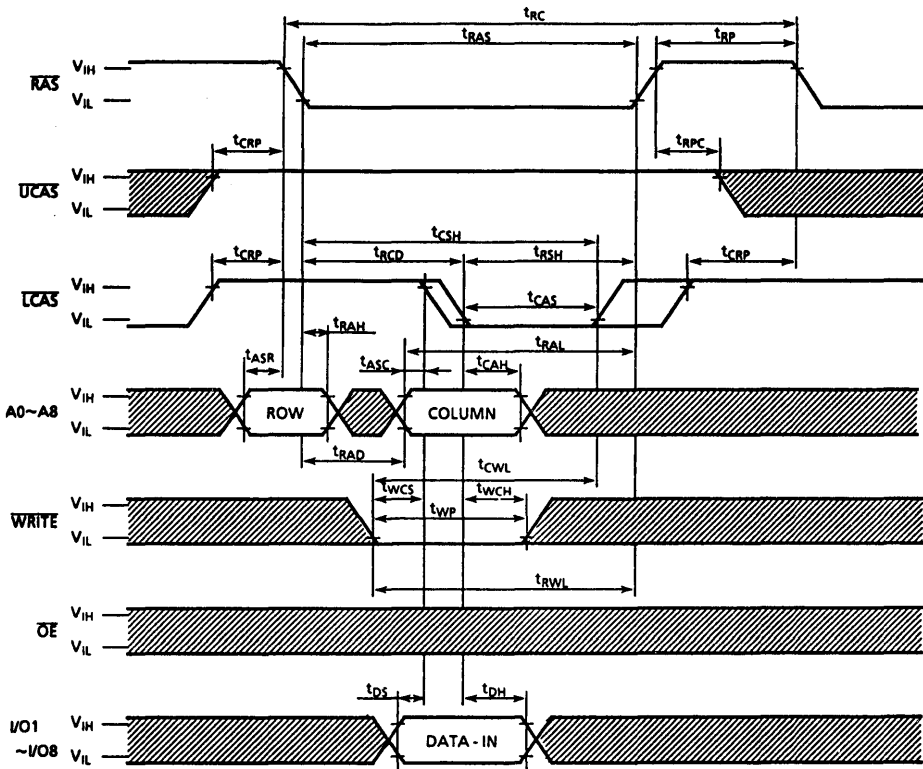 tRC
tRAS
tRP
RAS
VIH
VIL
tCRP
tRPC
UCAS
VIH
VIL
tCSH
tCRP
tRCD
tRSH
tCRP
LCAS
VIH
VIL
tCAS
tRAH
tRAL
tASR
tASC
tCAH
A0~A8
VIH
VIL
ROW
COLUMN
tRAD
tCWL
tWCS
tWCH
WRITE
VIH
VIL
tWP
tRWL
OE
VIH
VIL
tDS
tDH
I/O1
~I/O8
VIH
VIL
DATA-IN